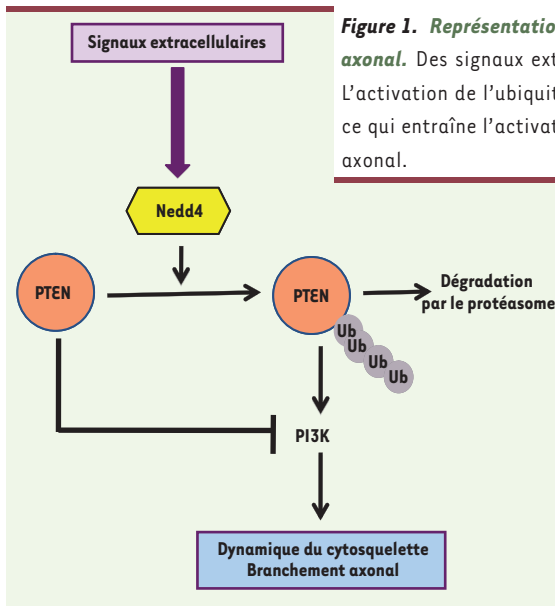 Signaux extracellulaires
Figure 1. Représentatio
axonal. Des signaux ext
L'activation de l'ubiquit
ce qui entraîne l'activat
axonal.
Nedd4
PTEN
PTEN
Dégradation
par le protéasome
Ub
Ub
Ub
Ub
PI3K
Dynamique du cytosquelette
Branchement axonal